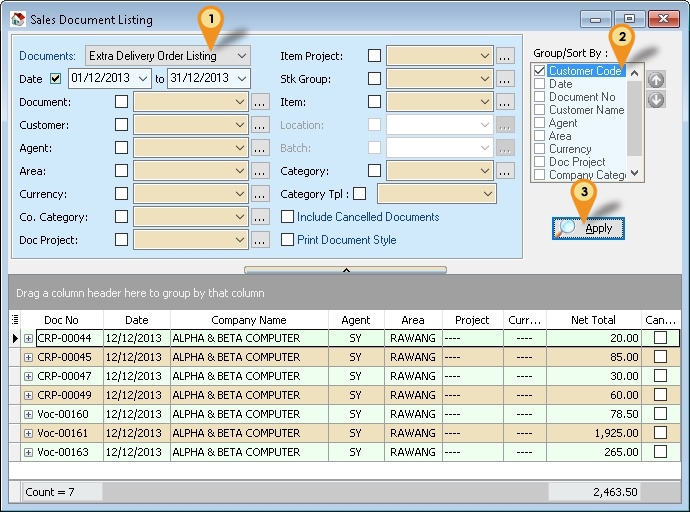 Sales Document Listing
1
Documents: Extra Delivery Order Listing
Date 01/12/2013 to 31/12/2013
Document: ...
Customer: ...
Agent: ...
Area: ...
Currency: ...
Co. Category: ...
Doc Project: ...
Item Project: ...
Stk Group: ...
Item: ...
Location: ...
Batch: ...
Category: ...
Category Tpl :
Include Cancelled Documents
Print Document Style
Group/Sort By :
2
Customer Code
Date
Document No
Customer Name
Agent
Area
Currency
Doc Project
Company Categ
3
Apply
Drag a column header here to group by that column
Doc No Date Company Name Agent Area Project Curr... Net Total Can...
CRP-00044 12/12/2013 ALPHA & BETA COMPUTER SY RAWANG ---- ---- 20.00
CRP-00045 12/12/2013 ALPHA & BETA COMPUTER SY RAWANG ---- ---- 85.00
CRP-00047 12/12/2013 ALPHA & BETA COMPUTER SY RAWANG ---- ---- 30.00
CRP-00049 12/12/2013 ALPHA & BETA COMPUTER SY RAWANG ---- ---- 60.00
Voc-00160 12/12/2013 ALPHA & BETA COMPUTER SY RAWANG ---- ---- 78.50
Voc-00161 12/12/2013 ALPHA & BETA COMPUTER SY RAWANG ---- ---- 1,925.00
Voc-00163 12/12/2013 ALPHA & BETA COMPUTER SY RAWANG ---- ---- 265.00
Count = 7 2,463.50